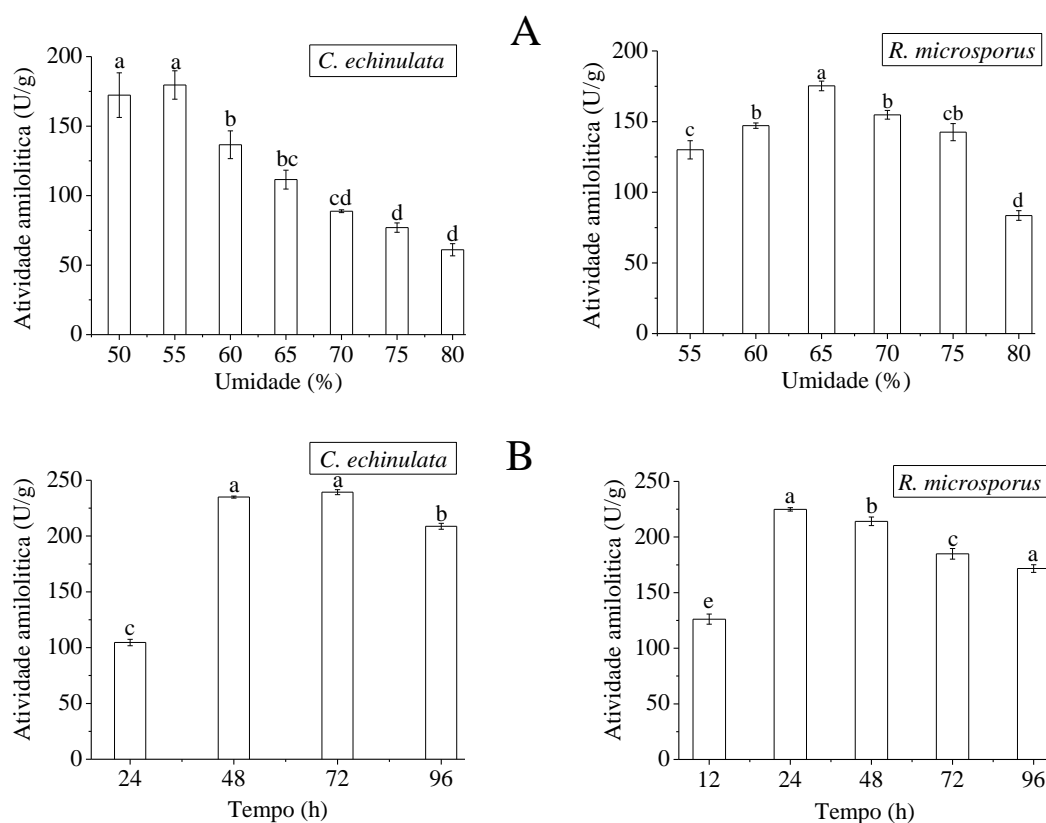 A
C. echinulata
Atividade amilolitica (U/g)
200
150
100
50
0
a
a
b
bc
cd
d
d
50 55 60 65 70 75 80
Umidade (%)
R. microsporus
Atividade amilolitica (U/g)
200
150
100
50
0
c
b
a
b
cb
d
55 60 65 70 75 80
Umidade (%)
B
C. echinulata
Atividade amilolitica (U/g)
250
200
150
100
50
0
c
a
a
b
24 48 72 96
Tempo (h)
R. microsporus
Atividade amilolitica (U/g)
250
200
150
100
50
0
e
a
b
c
a
12 24 48 72 96
Tempo (h)